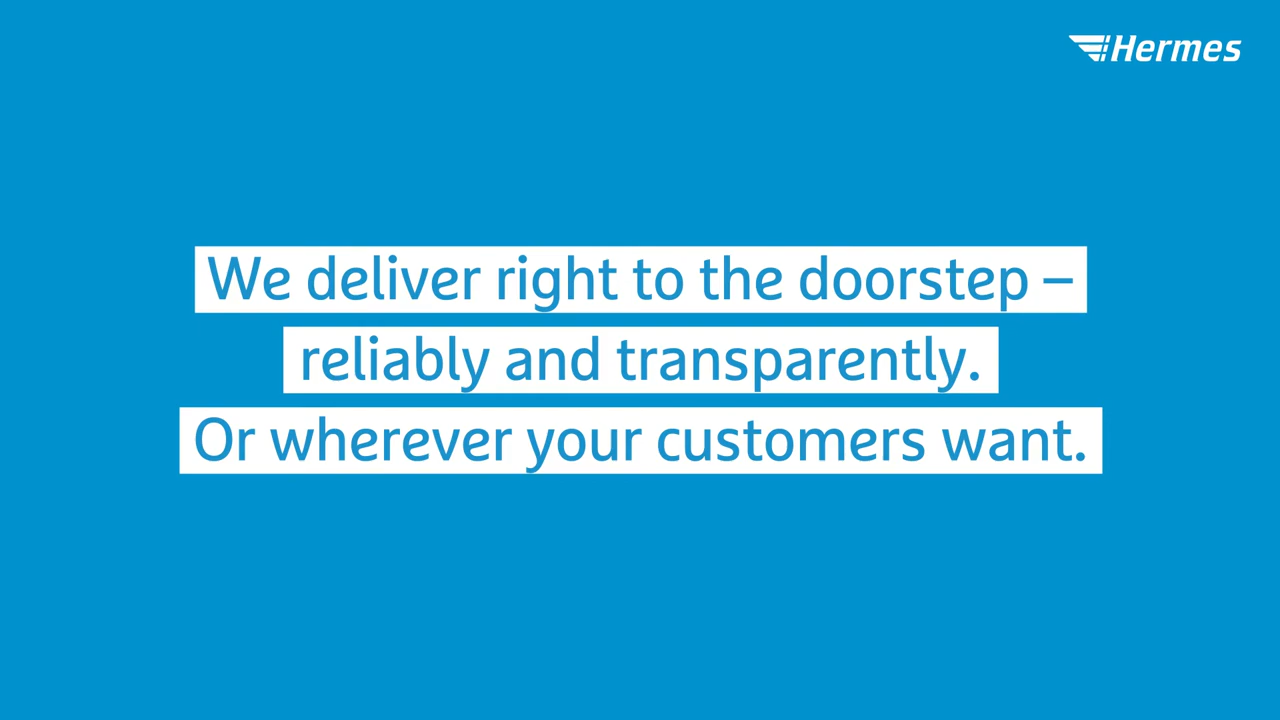 Hermes
We deliver right to the doorstep –
reliably and transparently.
Or wherever your customers want.